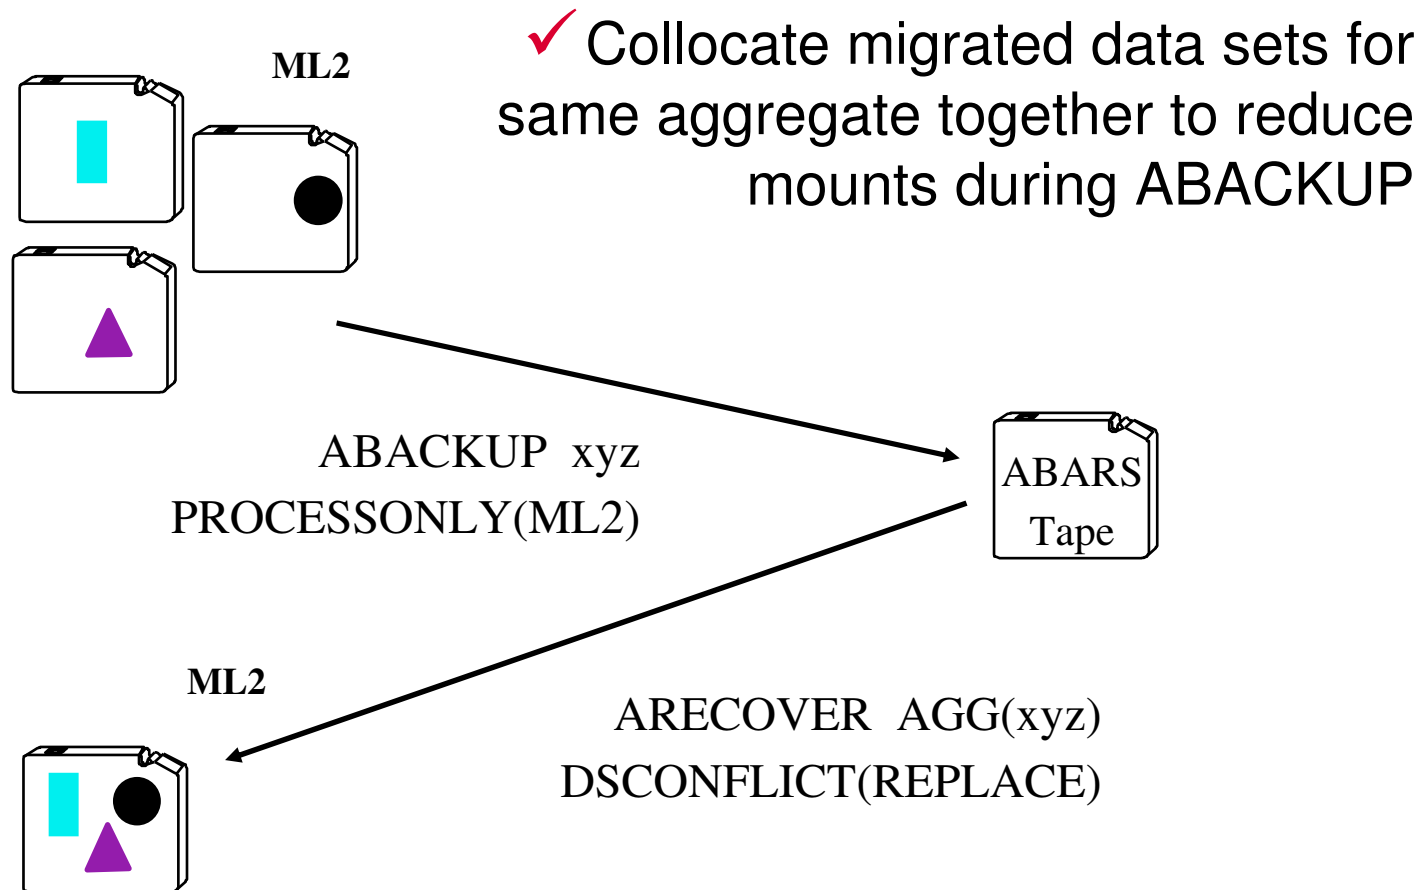 ML2
✓ Collocate migrated data sets for
same aggregate together to reduce
mounts during ABACKUP
ABACKUP xyz
PROCESSONLY(ML2)
ABARS
Tape
ML2
ARECOVER AGG(xyz)
DSCONFLICT(REPLACE)